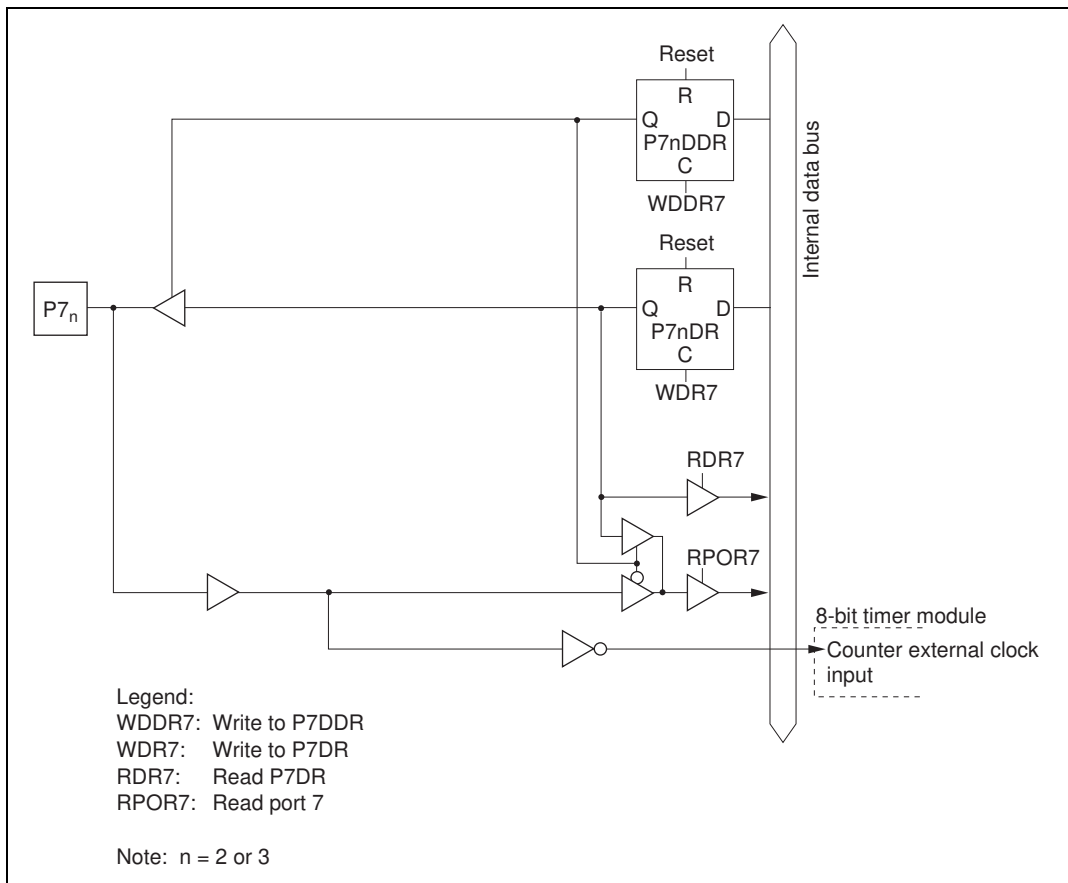 Reset
R
Q D
P7nDDR
C
WDDR7
Reset
R
Q D
P7nDR
C
WDR7
P7n
Internal data bus
RDR7
RPOR7
8-bit timer module
Counter external clock
input
Legend:
WDDR7: Write to P7DDR
WDR7: Write to P7DR
RDR7: Read P7DR
RPOR7: Read port 7
Note: n = 2 or 3